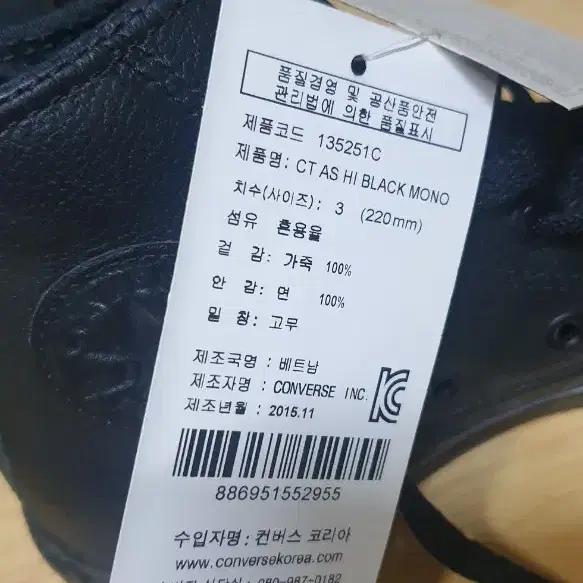 품질경영 및 공산품안전
관리법에 의한 품질표시
제품코드 135251C
제품명: CT AS HI BLACK MONO
치수(사이즈): 3 (220mm)
섬유 혼용율
겉 감: 가죽 100%
안 감: 면 100%
밑 창: 고무
제조국명 : 베트남
제조자명 : CONVERSE INC.
제조년월 : 2015.11
886951552955
수입자명: 컨버스 코리아
www.conversekorea.com
080-987-0182